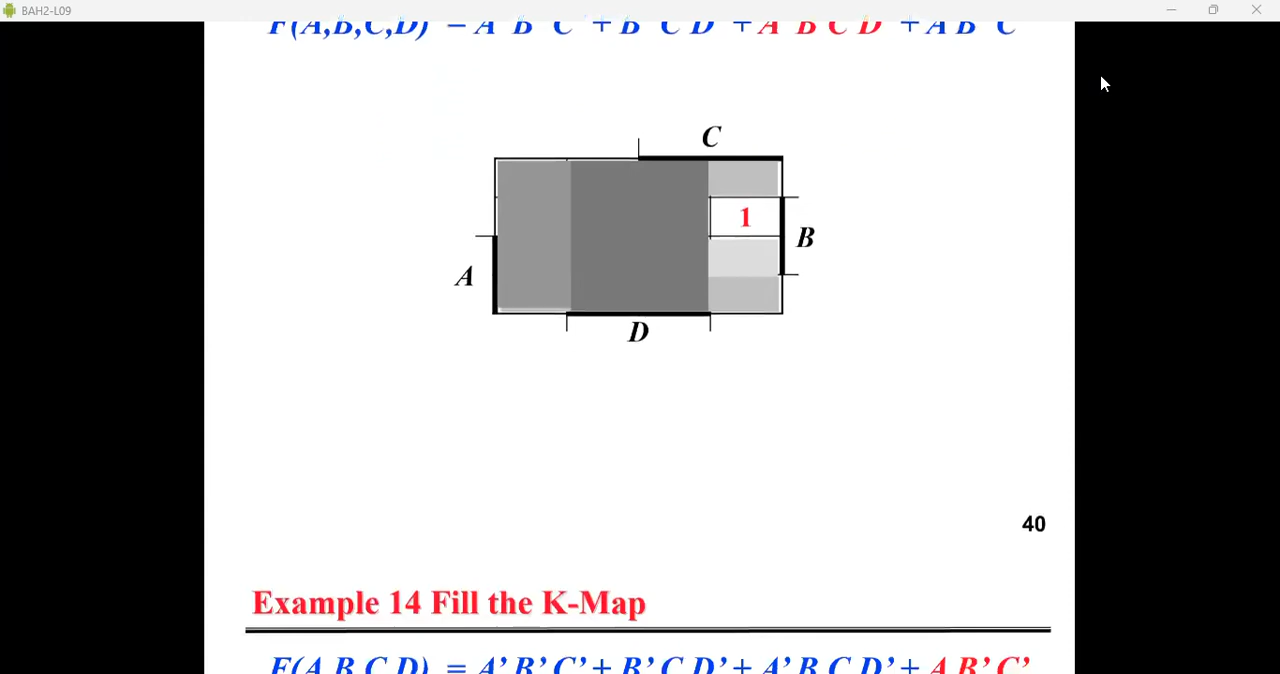 BAH2-L09
F(A,B,C,D) = A B C + B C D + A B C D + A B C
C
1
B
A
D
40
Example 14 Fill the K-Map
F(A B C D) = A' B' C' + B' C D' + A' B C D' + A B' C'